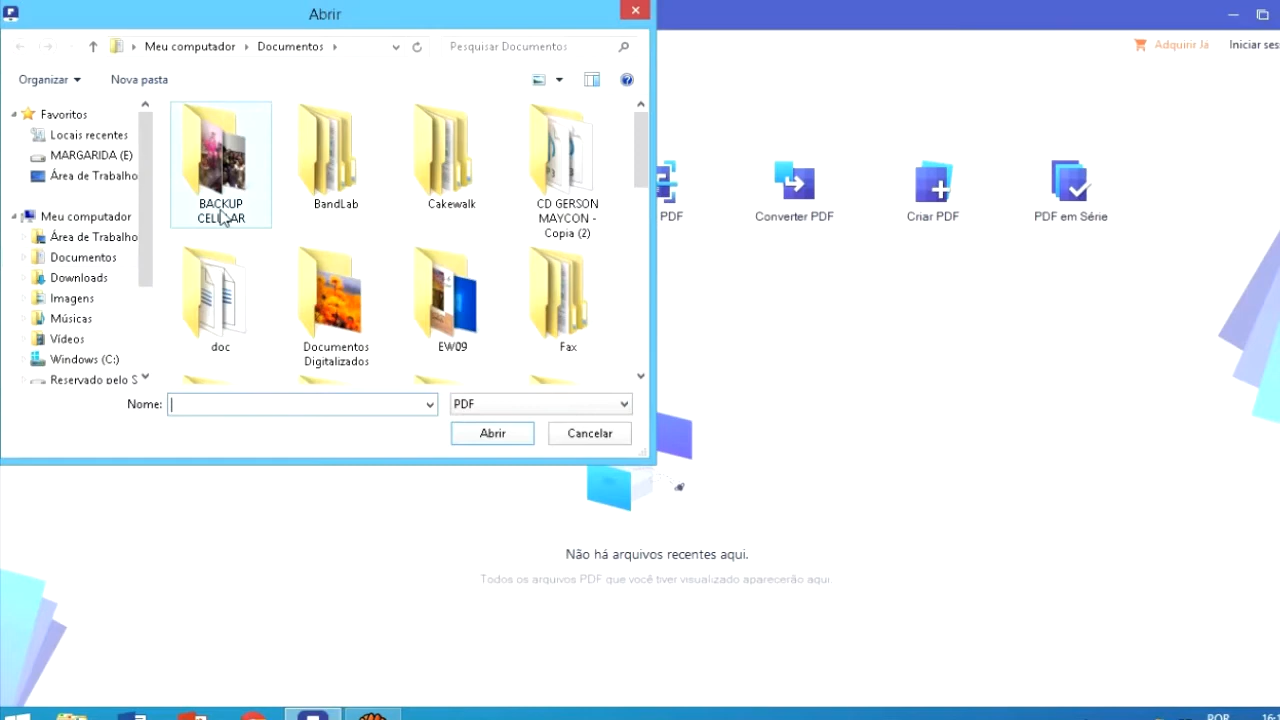 Abrir
Meu computador
Documentos
Pesquisar Documentos
Adquirir Já
Iniciar ses
Organizar
Nova pasta
Favoritos
Locais recentes
MARGARIDA (E)
Área de Trabalho
Meu computador
Área de Trabalho
Documentos
Downloads
Imagens
Músicas
Vídeos
Windows (C:)
Reservado pelo S
BACKUP
CELULAR
BandLab
Cakewalk
CD GERSON
MAYCON -
Copia (2)
doc
Documentos
Digitalizados
EW09
Fax
PDF
Converter PDF
Criar PDF
PDF em Série
Nome:
PDF
Abrir
Cancelar
Não há arquivos recentes aqui.
Todos os arquivos PDF que você tiver visualizado aparecerão aqui
POR